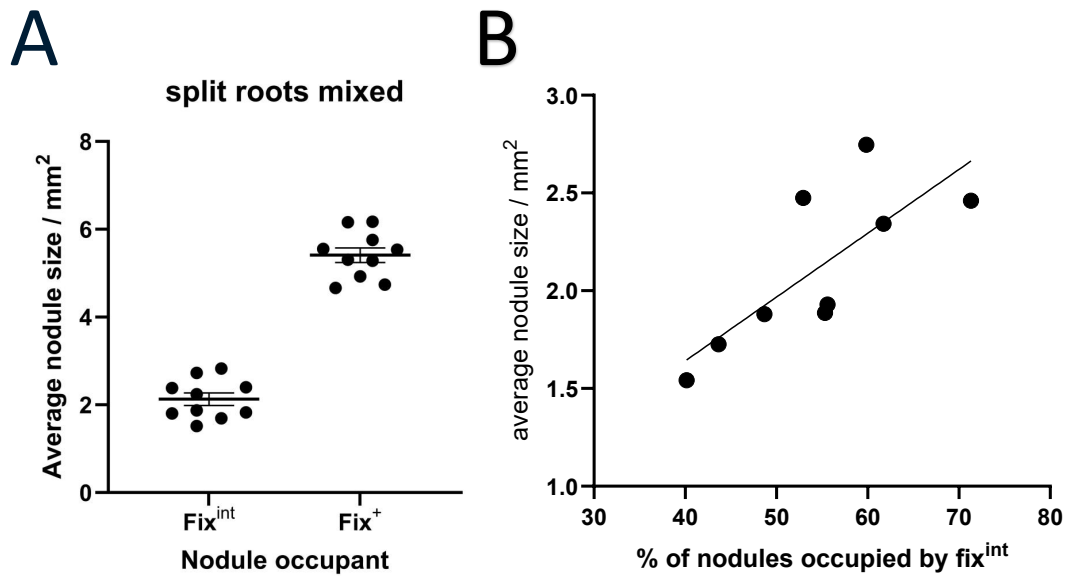 A
split roots mixed
Average nodule size / mm²
8
6
4
2
0
Fixⁱⁿᵗ
Fix⁺
Nodule occupant
B
average nodule size / mm²
3.0
2.5
2.0
1.5
1.0
30 40 50 60 70 80
% of nodules occupied by fixⁱⁿᵗ